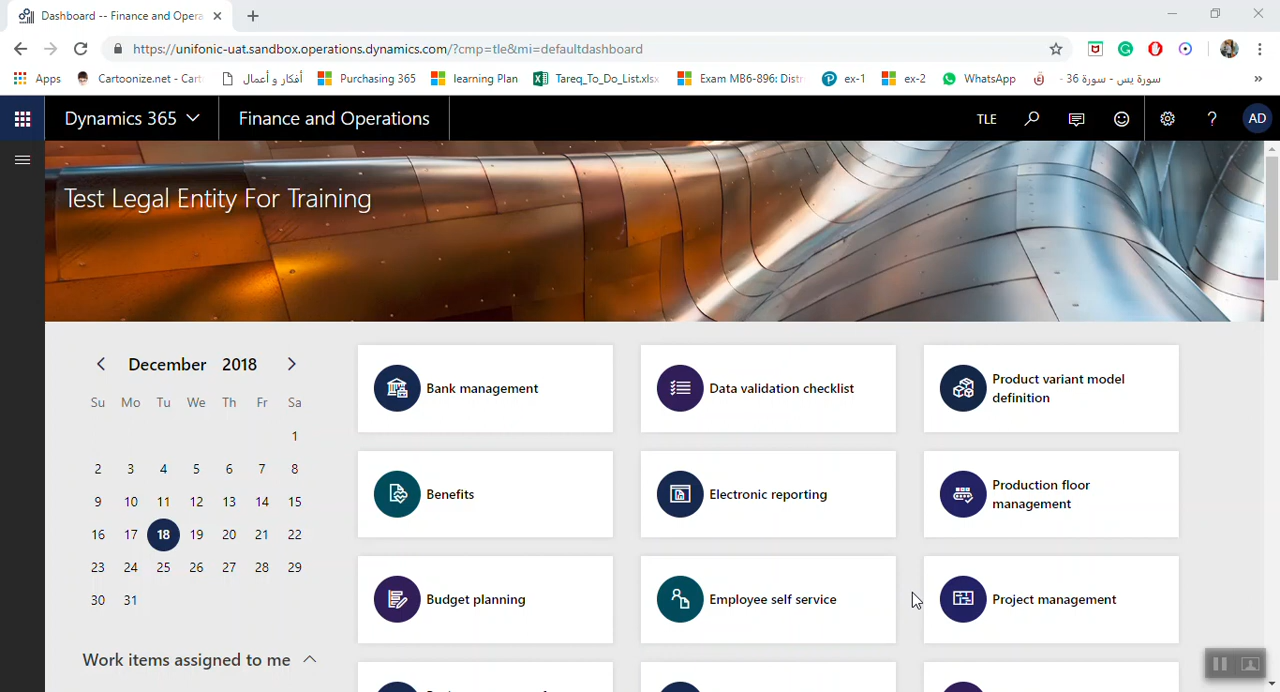 Dashboard -- Finance and Opera
https://unifonic-uat.sandbox.operations.dynamics.com/?cmp=tle&mi=defaultdashboard
Apps
Cartoonize.net - Cart
أفكار و أعمال
Purchasing 365
learning Plan
Tareq_To_Do_List.xlsx
Exam MB6-896: Distr
ex-1
ex-2
WhatsApp
سورة يس - سورة 36 -
Dynamics 365
Finance and Operations
TLE
?
AD
Test Legal Entity For Training
December 2018
Su Mo Tu We Th Fr Sa
1
2 3 4 5 6 7 8
9 10 11 12 13 14 15
16 17 18 19 20 21 22
23 24 25 26 27 28 29
30 31
Work items assigned to me
Bank management
Data validation checklist
Product variant model
definition
Benefits
Electronic reporting
Production floor
management
Budget planning
Employee self service
Project management